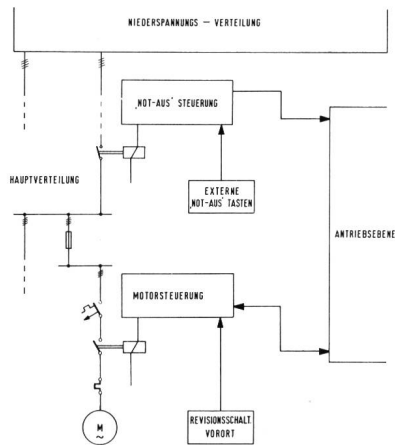 NIEDERSPANNUNGS – VERTEILUNG
‚NOT-AUS' STEUERUNG
HAUPTVERTEILUNG
EXTERNE
‚NOT-AUS' TASTEN
ANTRIEBSEBENE
MOTORSTEUERUNG
REVISIONSSCHALT.
VORORT
M
~